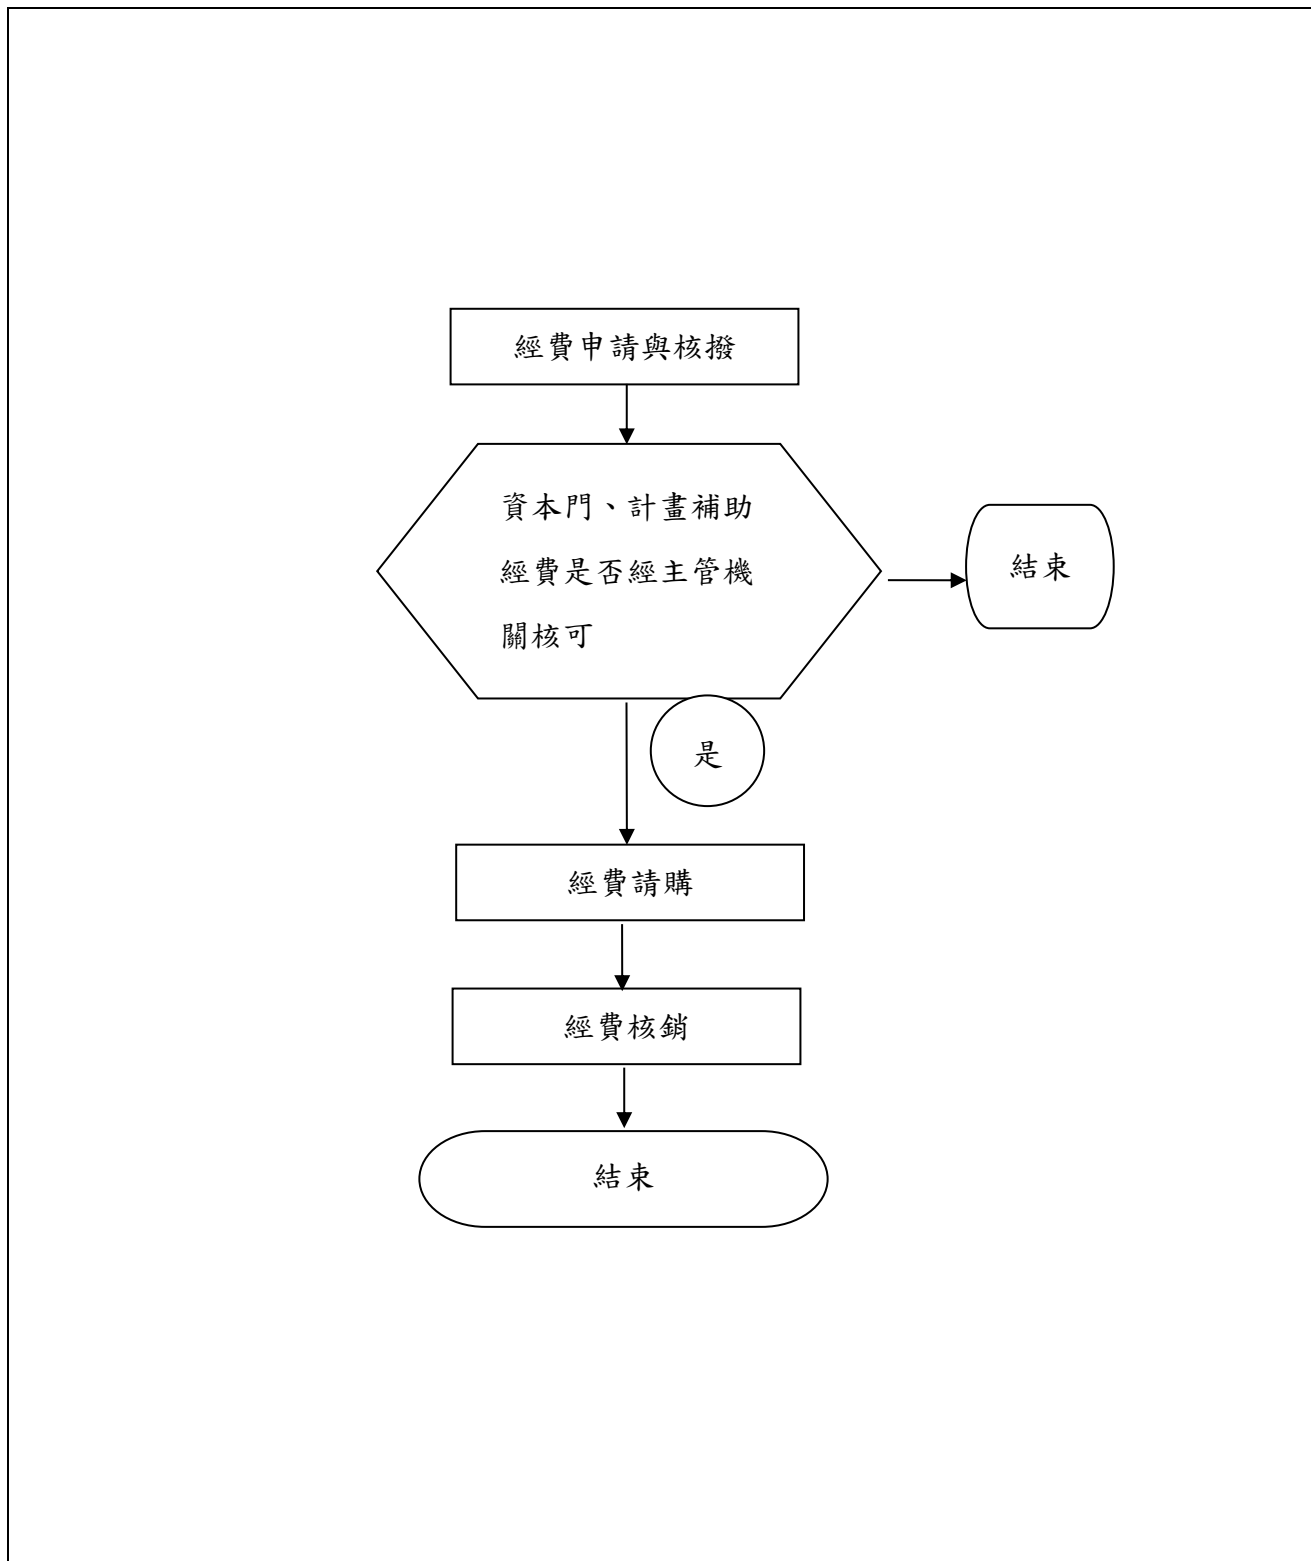 經費申請與核撥
資本門、計畫補助
經費是否經主管機
關核可
結束
是
經費請購
經費核銷
結束